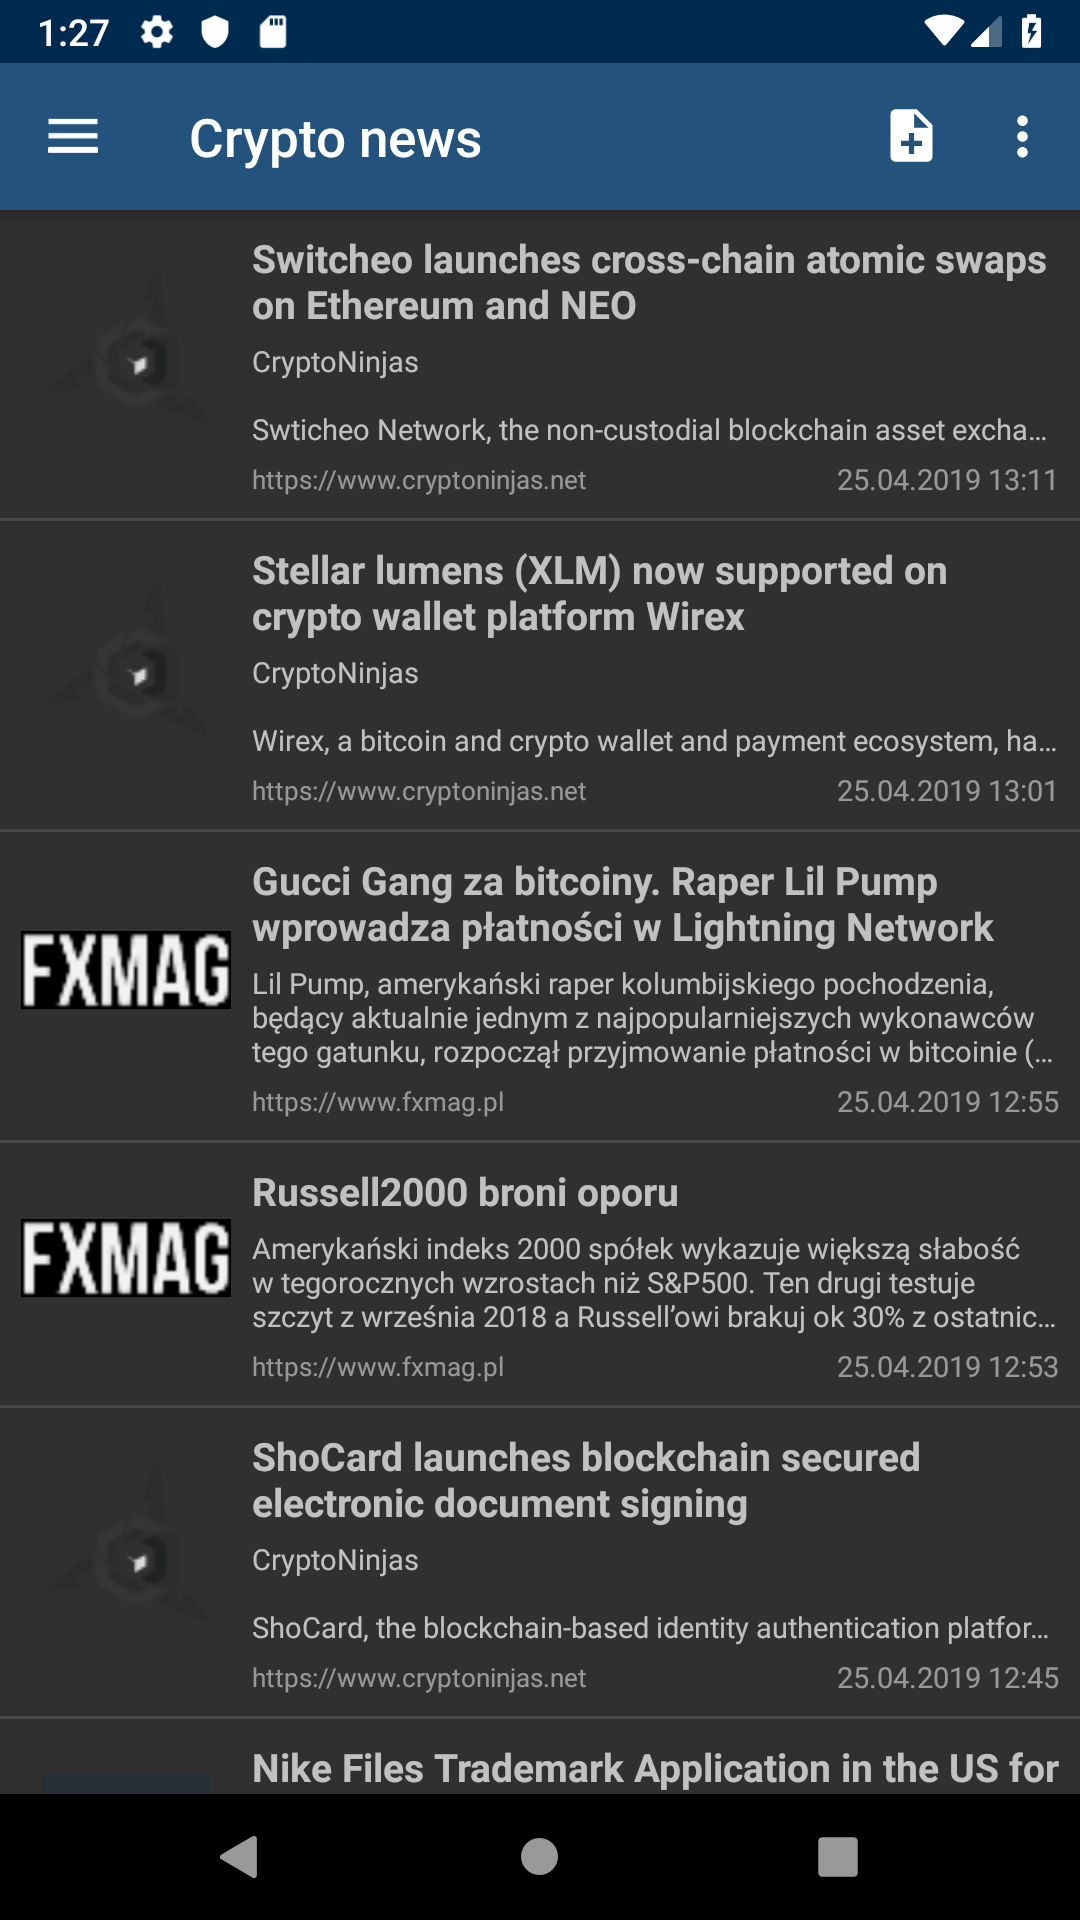 1:27
Crypto news
Switcheo launches cross-chain atomic swaps
on Ethereum and NEO
CryptoNinjas
Swticheo Network, the non-custodial blockchain asset excha…
https://www.cryptoninjas.net
25.04.2019 13:11
Stellar lumens (XLM) now supported on
crypto wallet platform Wirex
CryptoNinjas
Wirex, a bitcoin and crypto wallet and payment ecosystem, ha…
https://www.cryptoninjas.net
25.04.2019 13:01
FXMAG
Gucci Gang za bitcoiny. Raper Lil Pump
wprowadza płatności w Lightning Network
Lil Pump, amerykański raper kolumbijskiego pochodzenia,
będący aktualnie jednym z najpopularniejszych wykonawców
tego gatunku, rozpoczął przyjmowanie płatności w bitcoinie (…
https://www.fxmag.pl
25.04.2019 12:55
FXMAG
Russell2000 broni oporu
Amerykański indeks 2000 spółek wykazuje większą słabość
w tegorocznych wzrostach niż S&P500. Ten drugi testuje
szczyt z września 2018 a Russell’owi brakuj ok 30% z ostatnic…
https://www.fxmag.pl
25.04.2019 12:53
ShoCard launches blockchain secured
electronic document signing
CryptoNinjas
ShoCard, the blockchain-based identity authentication platfor…
https://www.cryptoninjas.net
25.04.2019 12:45
Nike Files Trademark Application in the US for